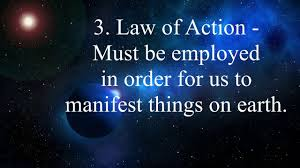 3. Law of Action -
Must be employed
in order for us to
manifest things on earth.